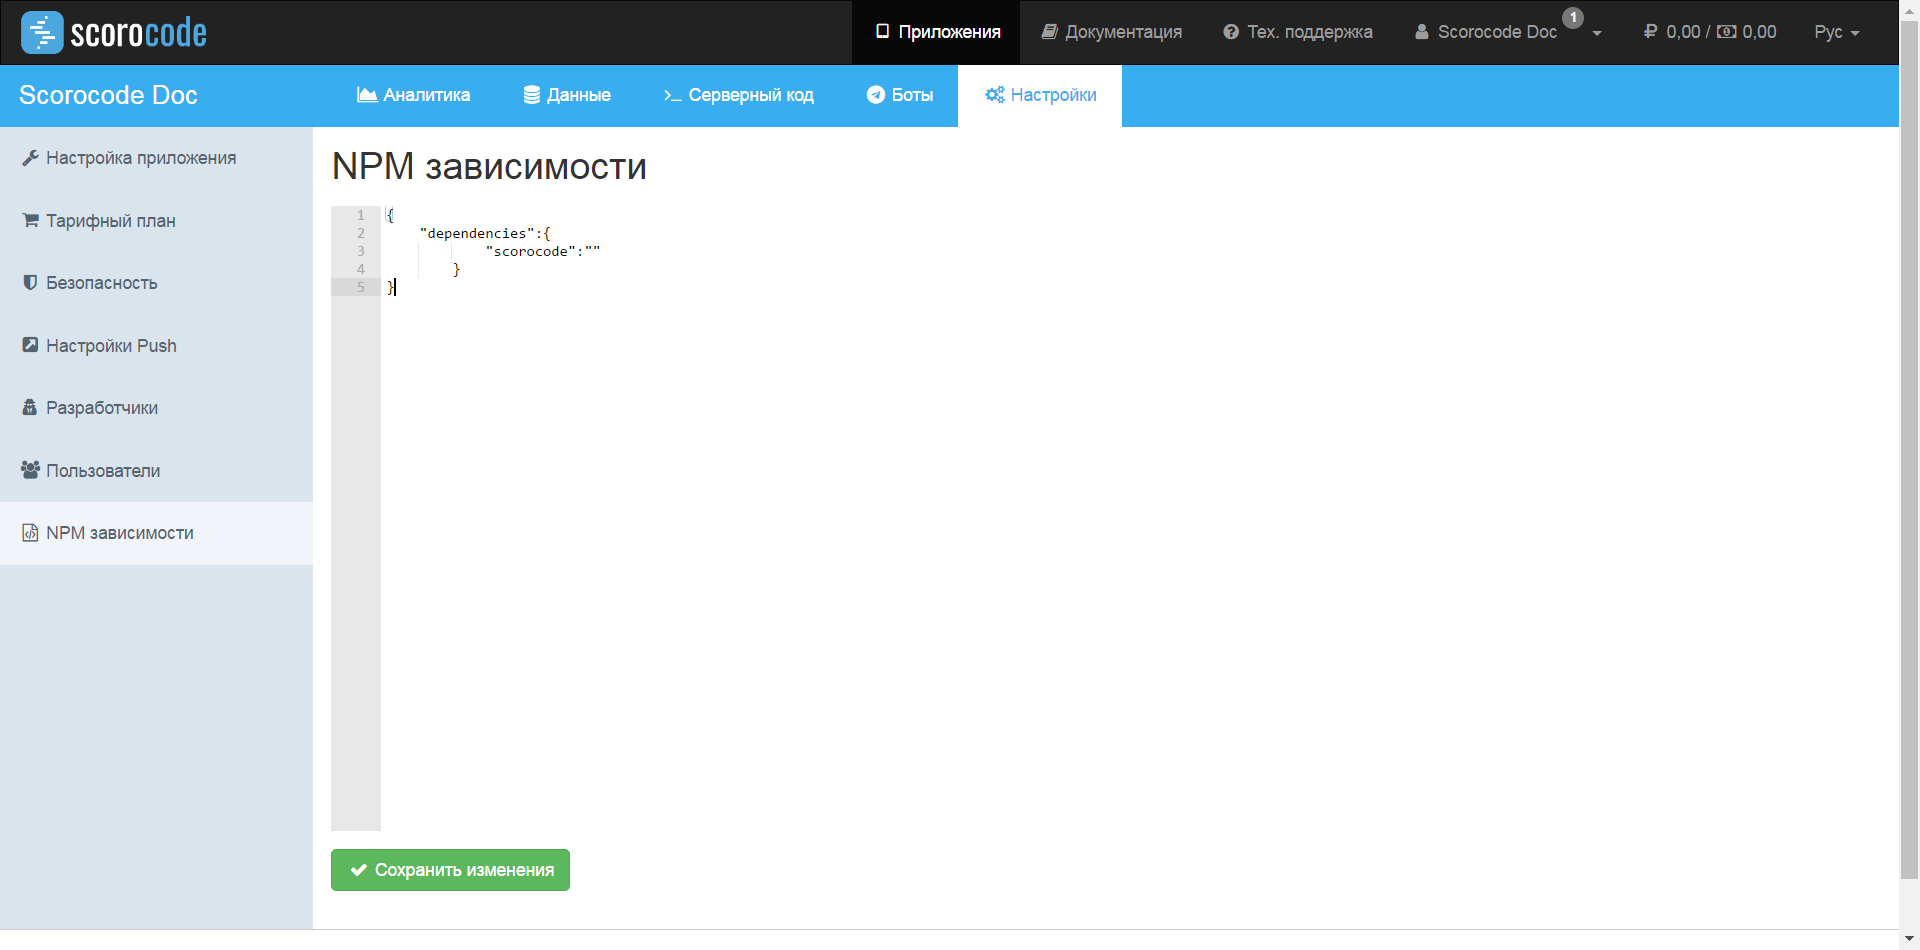 scorocode
Приложения
Документация
Тех. поддержка
Scorocode Doc
1
0,00 / 0,00
Рус
Scorocode Doc
Аналитика
Данные
Серверный код
Боты
Настройки
Настройка приложения
Тарифный план
Безопасность
Настройки Push
Разработчики
Пользователи
NPM зависимости
NPM зависимости
1 {
2 "dependencies":{
3 "scorocode":""
4 }
5 }
Сохранить изменения